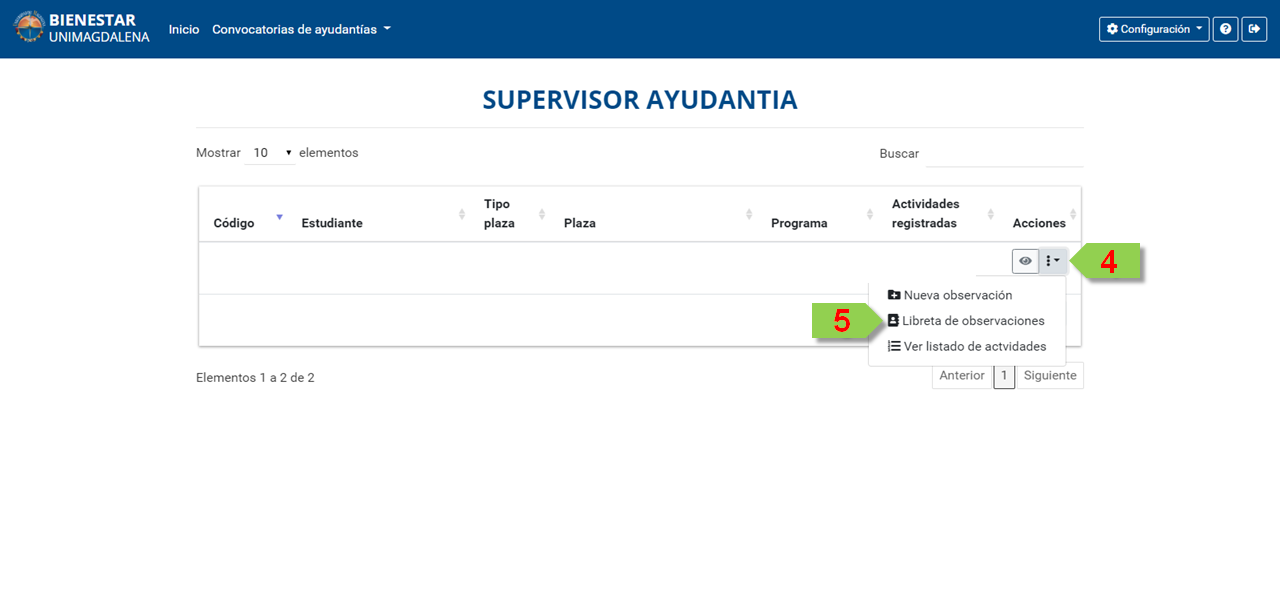 BIENESTAR
UNIMAGDALENA
Inicio Convocatorias de ayudantías
Configuración
SUPERVISOR AYUDANTIA
Mostrar 10 elementos
Buscar
Código Estudiante Tipo plaza Plaza Programa Actividades registradas Acciones
4
Nueva observación
5 Libreta de observaciones
Ver listado de actvidades
Elementos 1 a 2 de 2
Anterior 1 Siguiente